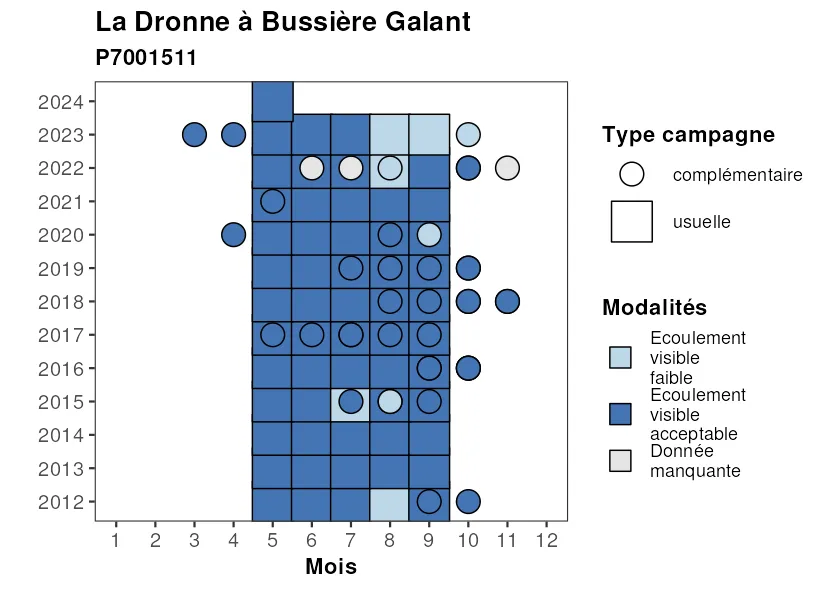 La Dronne à Bussière Galant
P7001511
2024
2023
2022
2021
2020
2019
2018
2017
2016
2015
2014
2013
2012
1 2 3 4 5 6 7 8 9 10 11 12
Mois
Type campagne
complémentaire
usuelle
Modalités
Ecoulement
visible
faible
Ecoulement
visible
acceptable
Donnée
manquante